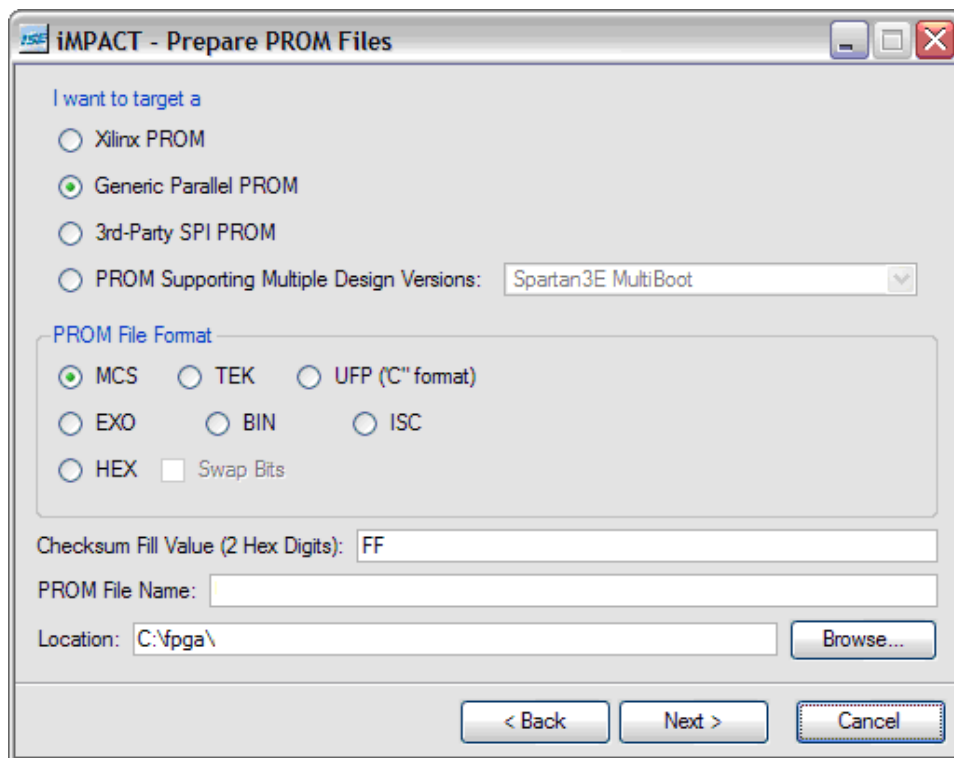 ISE iMPACT - Prepare PROM Files
I want to target a
Xilinx PROM
Generic Parallel PROM
3rd-Party SPI PROM
PROM Supporting Multiple Design Versions: Spartan3E MultiBoot
PROM File Format
MCS TEK UFP ('C" format)
EXO BIN ISC
HEX Swap Bits
Checksum Fill Value (2 Hex Digits): FF
PROM File Name:
Location: C:\fpga\ Browse...
< Back Next > Cancel